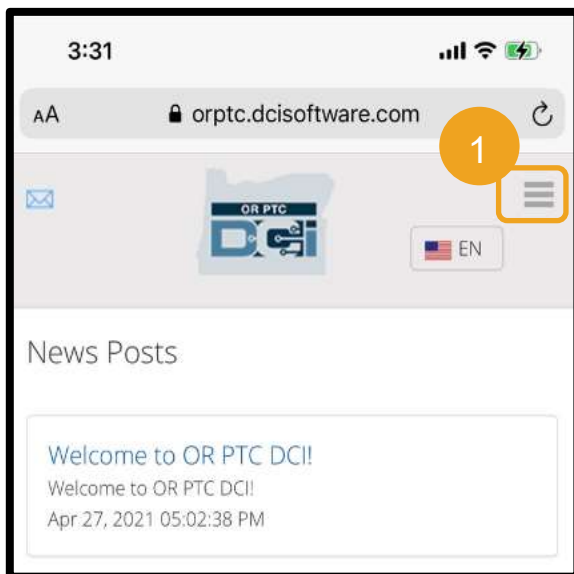 3:31
AA orptc.dcisoftware.com
1
OR PTC
DCi
EN
News Posts
Welcome to OR PTC DCI!
Welcome to OR PTC DCI!
Apr 27, 2021 05:02:38 PM